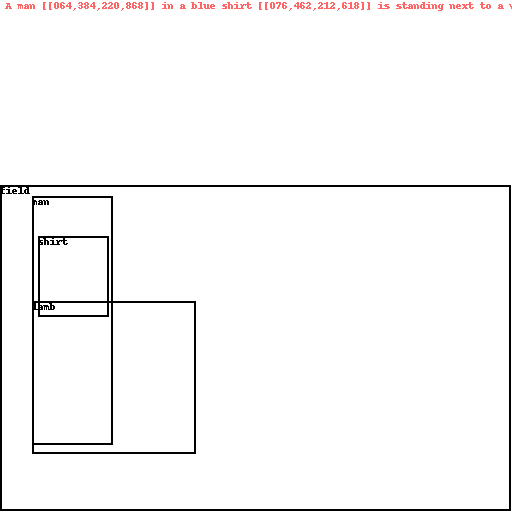 A man [[064,384,220,868]] in a blue shirt [[076,462,212,618]] is standing next to a
field
man
shirt
lamb